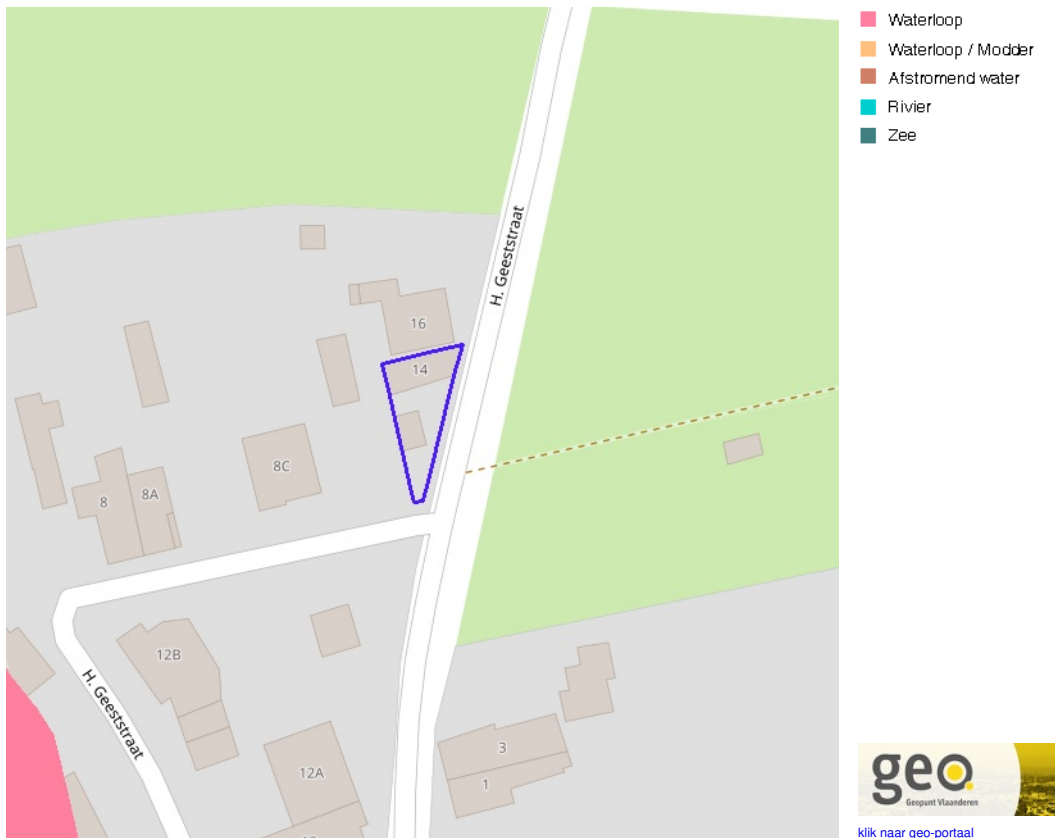 Waterloop
Waterloop / Modder
Afstromend water
Rivier
Zee
H. Geeststraat
16
14
8C
8A
8
12B
H. Geeststraat
3
12A
1
geo.
Geopunt Vlaanderen
klik naar geo-portaal